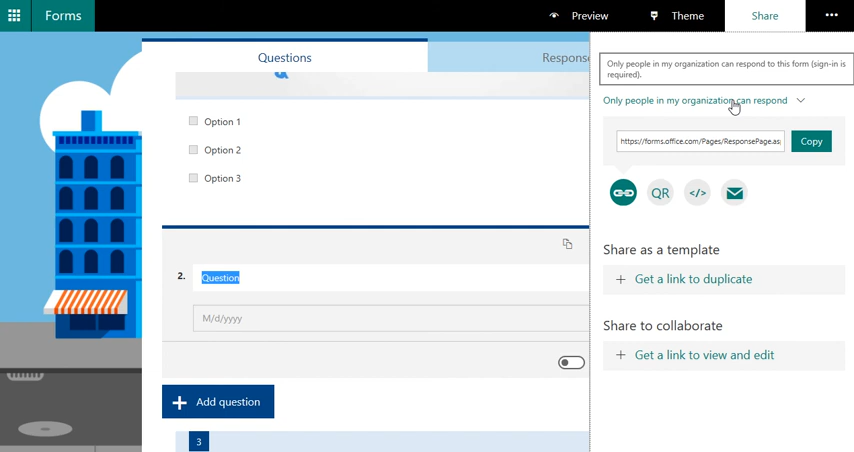 Forms
Preview
Theme
Share
Questions
Response
Only people in my organization can respond to this form (sign-in is
required).
Only people in my organization can respond
https://forms.office.com/Pages/ResponsePage.asp
Copy
QR
</>
Option 1
Option 2
Option 3
Share as a template
+ Get a link to duplicate
Share to collaborate
+ Get a link to view and edit
2.
Question
M/d/yyyy
+ Add question
3